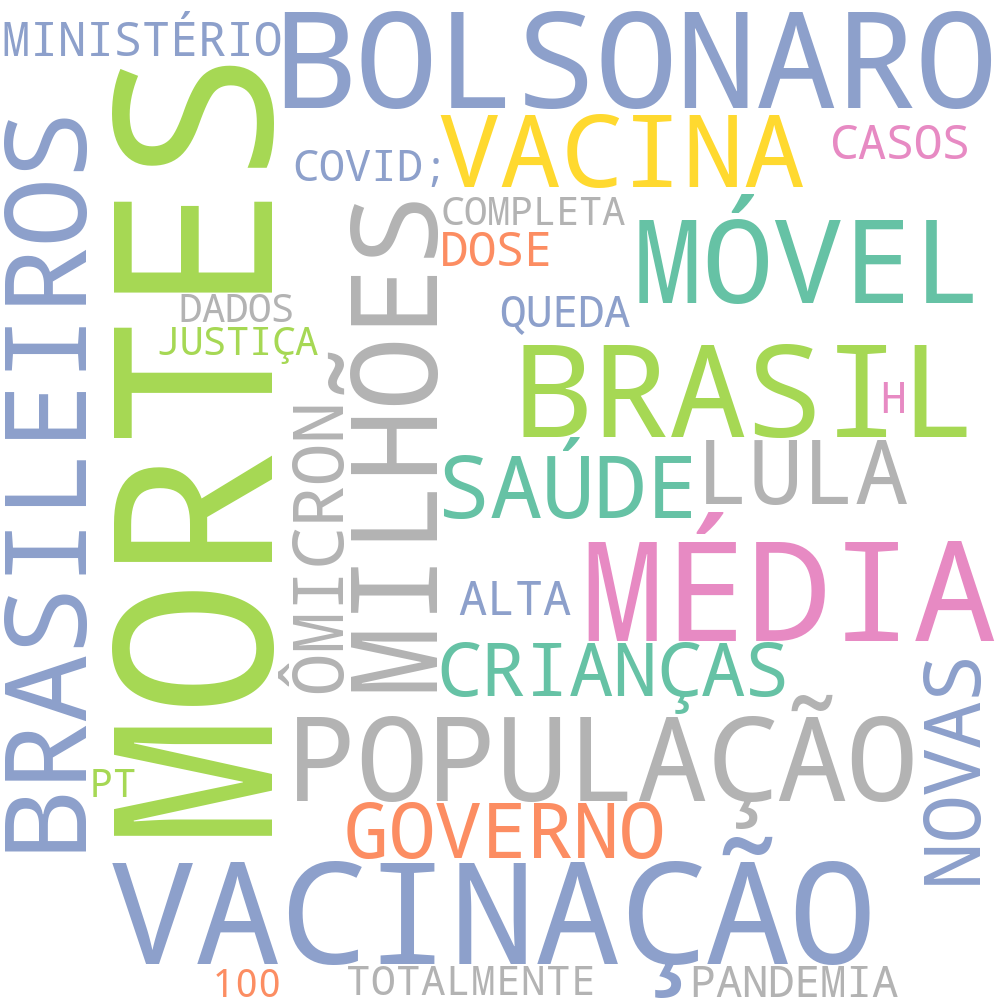 MINISTÉRIO
BOLSONARO
BRASILEIROS
MORTES
VACINA
CASOS
COVID;
COMPLETA
DOSE
MÓVEL
MILHÕES
DADOS
QUEDA
JUSTIÇA
BRASIL
H
ÔMICRON
SAÚDE
LULA
MÉDIA
ALTA
CRIANÇAS
NOVAS
POPULAÇÃO
PT
GOVERNO
VACINAÇÃO
100
TOTALMENTE
PANDEMIA